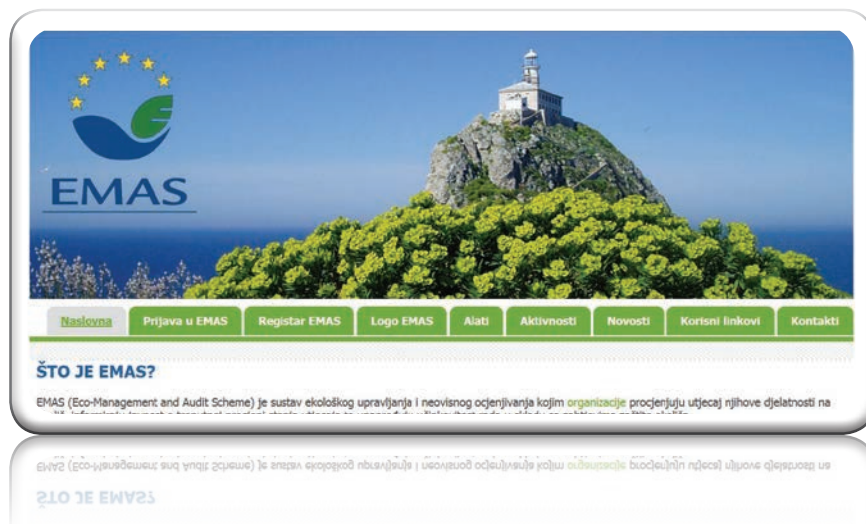 EMAS
Naslovna Prijava u EMAS Registar EMAS Logo EMAS Alati Aktivnosti Novosti Korisni linkovi Kontakti
ŠTO JE EMAS?
EMAS (Eco-Management and Audit Scheme) je sustav ekološkog upravljanja i neovisnog ocjenjivanja kojim organizacije procjenjuju utjecaj njihove djelatnosti na